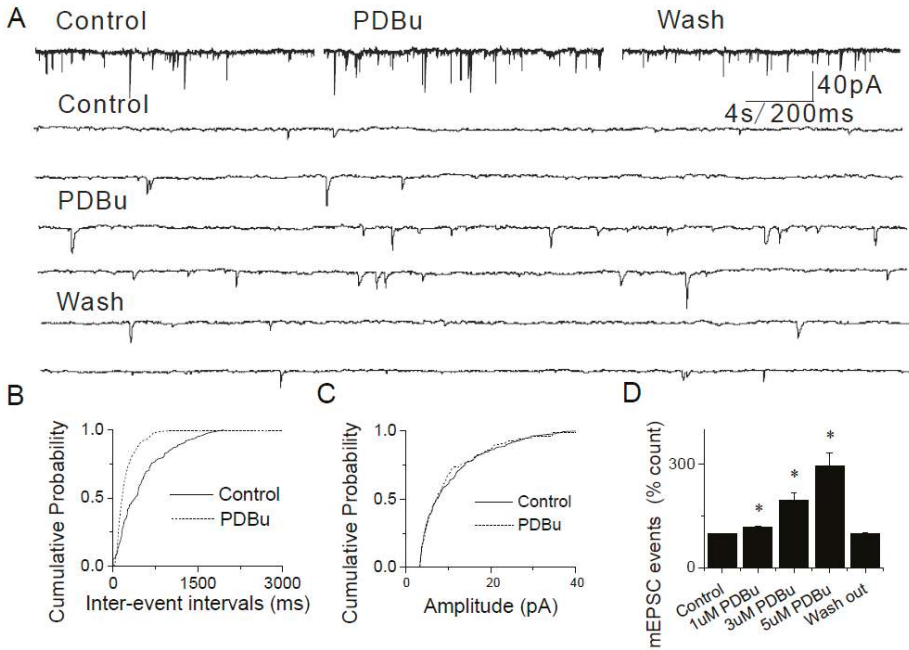 A
Control PDBu Wash
40pA
4s/200ms
Control
PDBu
Wash
B
Cumulative Probability
1.0
0.5
0.0
Control
PDBu
0 1500 3000
Inter-event intervals (ms)
C
Cumulative Probability
1.0
0.5
0.0
Control
PDBu
0 20 40
Amplitude (pA)
D
mEPSC events (% count)
300
0
* * *
Control
1uM PDBu
3uM PDBu
5uM PDBu
Wash out